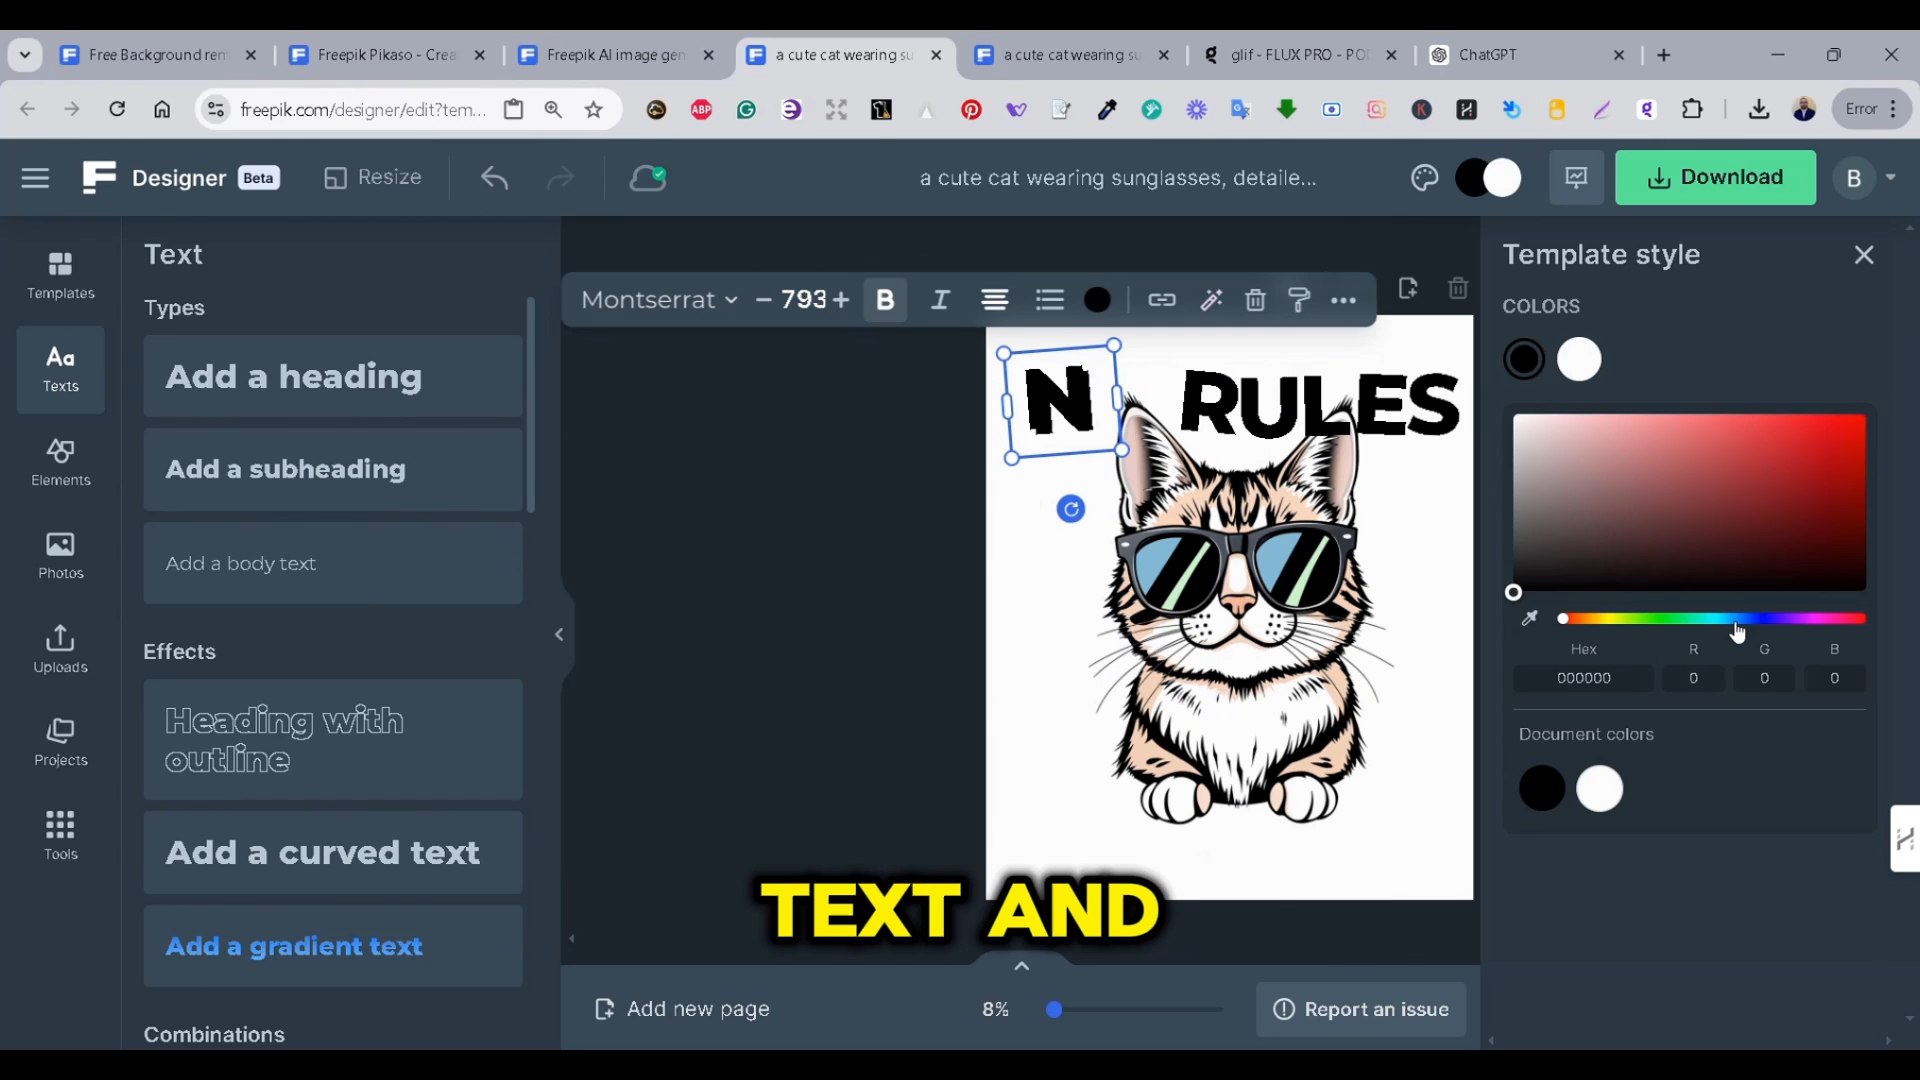 Free Background rem
Freepik Pikaso - Crea
Freepik AI image gen
a cute cat wearing su
a cute cat wearing su
glif - FLUX PRO - PO
ChatGPT
freepik.com/designer/edit?tem...
ABP
Error
Designer Beta
Resize
a cute cat wearing sunglasses, detaile...
Download
B
Templates
Aa
Texts
Elements
Photos
Uploads
Projects
Tools
Text
Types
Add a heading
Add a subheading
Add a body text
Effects
Heading with
outline
Add a curved text
Add a gradient text
Combinations
Montserrat
793
B
I
N RULES
TEXT AND
Add new page
8%
Report an issue
Template style
COLORS
Hex R G B
000000 0 0 0
Document colors